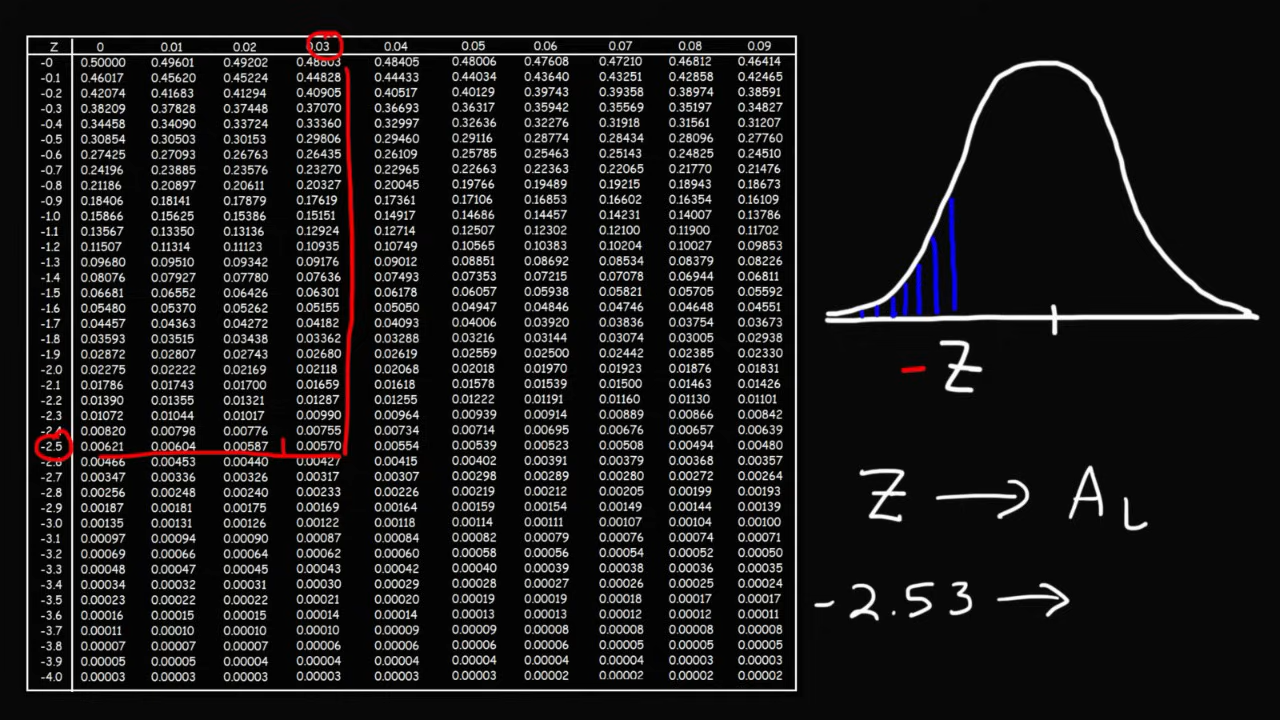 Z 0 0.01 0.02 0.03 0.04 0.05 0.06 0.07 0.08 0.09
-0 0.50000 0.49601 0.49202 0.48803 0.48405 0.48006 0.47608 0.47210 0.46812 0.46414
-0.1 0.46017 0.45620 0.45224 0.44828 0.44433 0.44034 0.43640 0.43251 0.42858 0.42465
-0.2 0.42074 0.41683 0.41294 0.40905 0.40517 0.40129 0.39743 0.39358 0.38974 0.38591
-0.3 0.38209 0.37828 0.37448 0.37070 0.36693 0.36317 0.35942 0.35569 0.35197 0.34827
-0.4 0.34458 0.34090 0.33724 0.33360 0.32997 0.32636 0.32276 0.31918 0.31561 0.31207
-0.5 0.30854 0.30503 0.30153 0.29806 0.29460 0.29116 0.28774 0.28434 0.28096 0.27760
-0.6 0.27425 0.27093 0.26763 0.26435 0.26109 0.25785 0.25463 0.25143 0.24825 0.24510
-0.7 0.24196 0.23885 0.23576 0.23270 0.22965 0.22663 0.22363 0.22065 0.21770 0.21476
-0.8 0.21186 0.20897 0.20611 0.20327 0.20045 0.19766 0.19489 0.19215 0.18943 0.18673
-0.9 0.18406 0.18141 0.17879 0.17619 0.17361 0.17106 0.16853 0.16602 0.16354 0.16109
-1.0 0.15866 0.15625 0.15386 0.15151 0.14917 0.14686 0.14457 0.14231 0.14007 0.13786
-1.1 0.13567 0.13350 0.13136 0.12924 0.12714 0.12507 0.12302 0.12100 0.11900 0.11702
-1.2 0.11507 0.11314 0.11123 0.10935 0.10749 0.10565 0.10383 0.10204 0.10027 0.09853
-1.3 0.09680 0.09510 0.09342 0.09176 0.09012 0.08851 0.08692 0.08534 0.08379 0.08226
-1.4 0.08076 0.07927 0.07780 0.07636 0.07493 0.07353 0.07215 0.07078 0.06944 0.06811
-1.5 0.06681 0.06552 0.06426 0.06301 0.06178 0.06057 0.05938 0.05821 0.05705 0.05592
-1.6 0.05480 0.05370 0.05262 0.05155 0.05050 0.04947 0.04846 0.04746 0.04648 0.04551
-1.7 0.04457 0.04363 0.04272 0.04182 0.04093 0.04006 0.03920 0.03836 0.03754 0.03673
-1.8 0.03593 0.03515 0.03438 0.03362 0.03288 0.03216 0.03144 0.03074 0.03005 0.02938
-1.9 0.02872 0.02807 0.02743 0.02680 0.02619 0.02559 0.02500 0.02442 0.02385 0.02330
-2.0 0.02275 0.02222 0.02169 0.02118 0.02068 0.02018 0.01970 0.01923 0.01876 0.01831
-2.1 0.01786 0.01743 0.01700 0.01659 0.01618 0.01578 0.01539 0.01500 0.01463 0.01426
-2.2 0.01390 0.01355 0.01321 0.01287 0.01255 0.01222 0.01191 0.01160 0.01130 0.01101
-2.3 0.01072 0.01044 0.01017 0.00990 0.00964 0.00939 0.00914 0.00889 0.00866 0.00842
-2.4 0.00820 0.00798 0.00776 0.00755 0.00734 0.00714 0.00695 0.00676 0.00657 0.00639
-2.5 0.00621 0.00604 0.00587 0.00570 0.00554 0.00539 0.00523 0.00508 0.00494 0.00480
-2.6 0.00466 0.00453 0.00440 0.00427 0.00415 0.00402 0.00391 0.00379 0.00368 0.00357
-2.7 0.00347 0.00336 0.00326 0.00317 0.00307 0.00298 0.00289 0.00280 0.00272 0.00264
-2.8 0.00256 0.00248 0.00240 0.00233 0.00226 0.00219 0.00212 0.00205 0.00199 0.00193
-2.9 0.00187 0.00181 0.00175 0.00169 0.00164 0.00159 0.00154 0.00149 0.00144 0.00139
-3.0 0.00135 0.00131 0.00126 0.00122 0.00118 0.00114 0.00111 0.00107 0.00104 0.00100
-3.1 0.00097 0.00094 0.00090 0.00087 0.00084 0.00082 0.00079 0.00076 0.00074 0.00071
-3.2 0.00069 0.00066 0.00064 0.00062 0.00060 0.00058 0.00056 0.00054 0.00052 0.00050
-3.3 0.00048 0.00047 0.00045 0.00043 0.00042 0.00040 0.00039 0.00038 0.00036 0.00035
-3.4 0.00034 0.00032 0.00031 0.00030 0.00029 0.00028 0.00027 0.00026 0.00025 0.00024
-3.5 0.00023 0.00022 0.00022 0.00021 0.00020 0.00019 0.00019 0.00018 0.00017 0.00017
-3.6 0.00016 0.00015 0.00015 0.00014 0.00014 0.00013 0.00013 0.00012 0.00012 0.00011
-3.7 0.00011 0.00010 0.00010 0.00010 0.00009 0.00009 0.00008 0.00008 0.00008 0.00008
-3.8 0.00007 0.00007 0.00007 0.00006 0.00006 0.00006 0.00006 0.00005 0.00005 0.00005
-3.9 0.00005 0.00005 0.00004 0.00004 0.00004 0.00004 0.00004 0.00004 0.00003 0.00003
-4.0 0.00003 0.00003 0.00003 0.00003 0.00003 0.00003 0.00002 0.00002 0.00002 0.00002
- Z
Z → A_L
-2.53 →